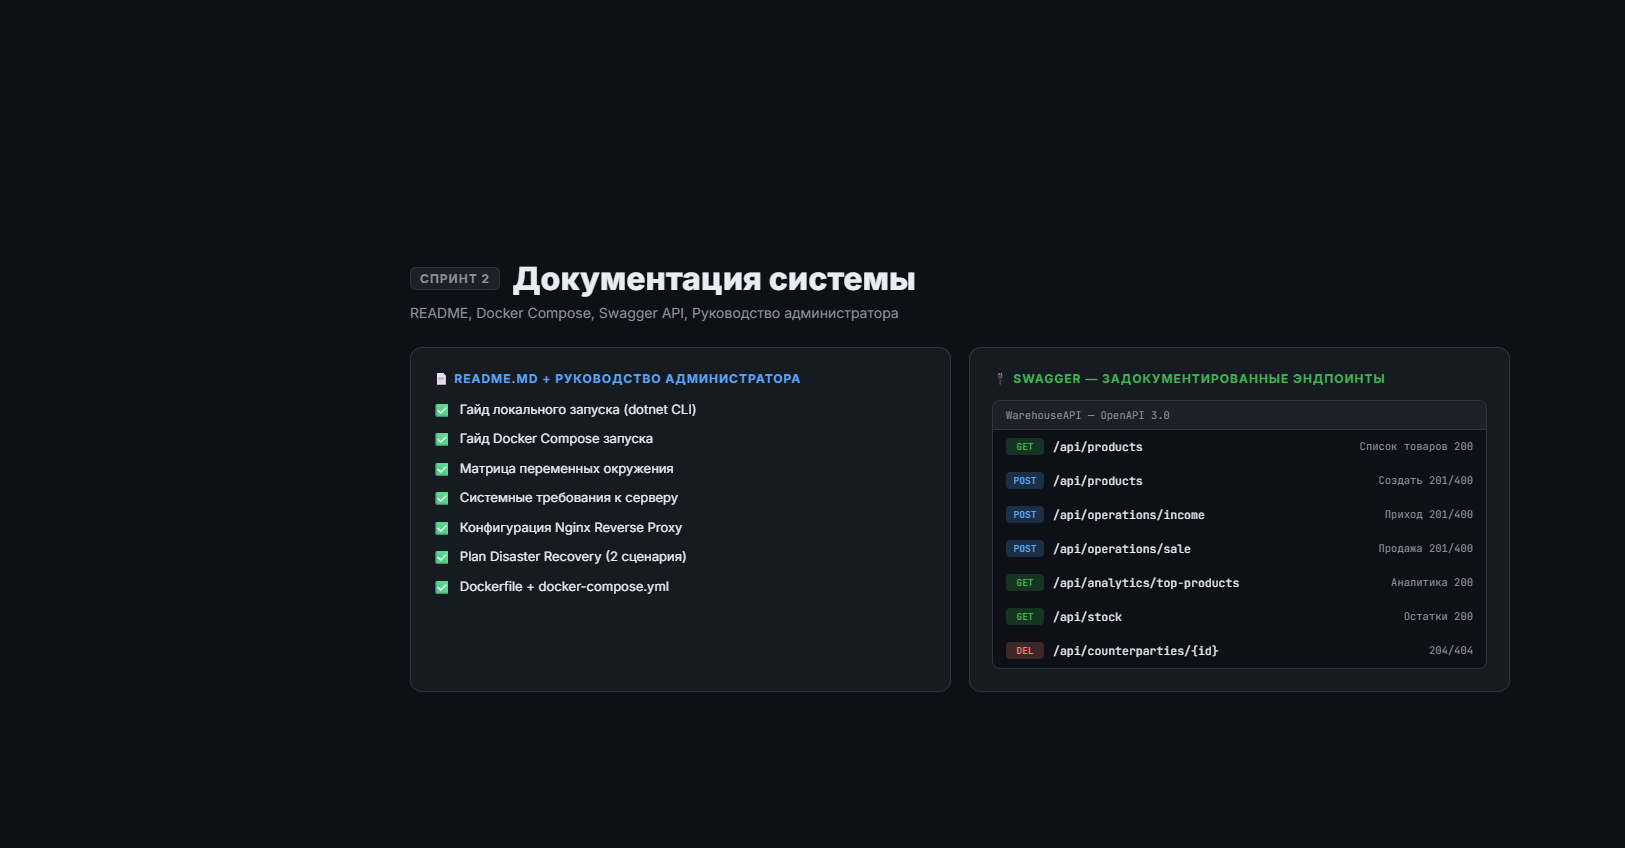 СПРИНТ 2 Документация системы
README, Docker Compose, Swagger API, Руководство администратора
README.MD + РУКОВОДСТВО АДМИНИСТРАТОРА
Гайд локального запуска (dotnet CLI)
Гайд Docker Compose запуска
Матрица переменных окружения
Системные требования к серверу
Конфигурация Nginx Reverse Proxy
Plan Disaster Recovery (2 сценария)
Dockerfile + docker-compose.yml
SWAGGER — ЗАДОКУМЕНТИРОВАННЫЕ ЭНДПОИНТЫ
WarehouseAPI — OpenAPI 3.0
GET /api/products Список товаров 200
POST /api/products Создать 201/400
POST /api/operations/income Приход 201/400
POST /api/operations/sale Продажа 201/400
GET /api/analytics/top-products Аналитика 200
GET /api/stock Остатки 200
DEL /api/counterparties/{id} 204/404